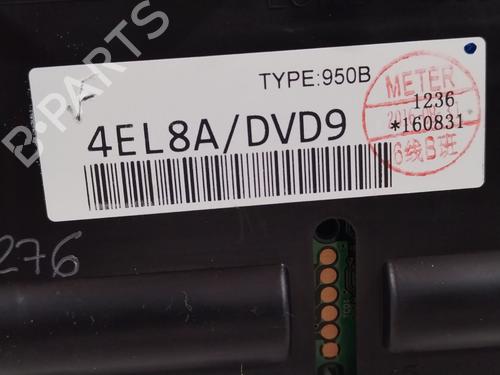 TYPE:950B
4EL8A/DVD9
METER
1236
*160831
6线B班
276
B-PARTS